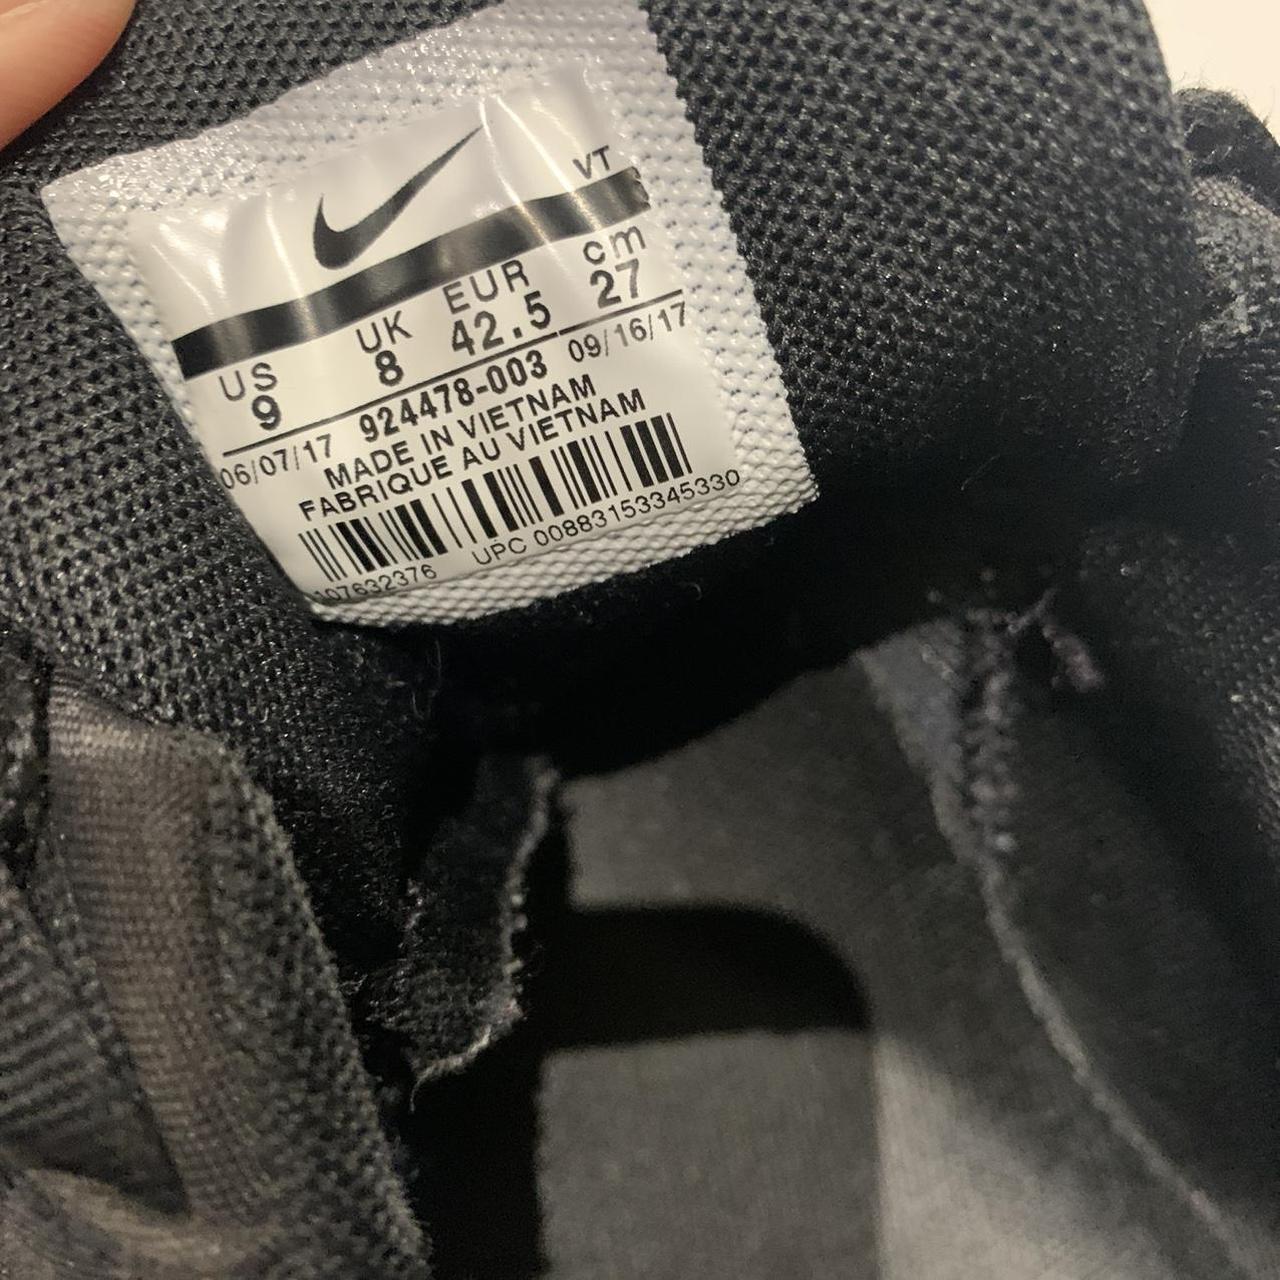 VT
US UK EUR cm
9 8 42.5 27
06/07/17 924478-003 09/16/17
MADE IN VIETNAM
FABRIQUE AU VIETNAM
107632376 UPC 00883153345330